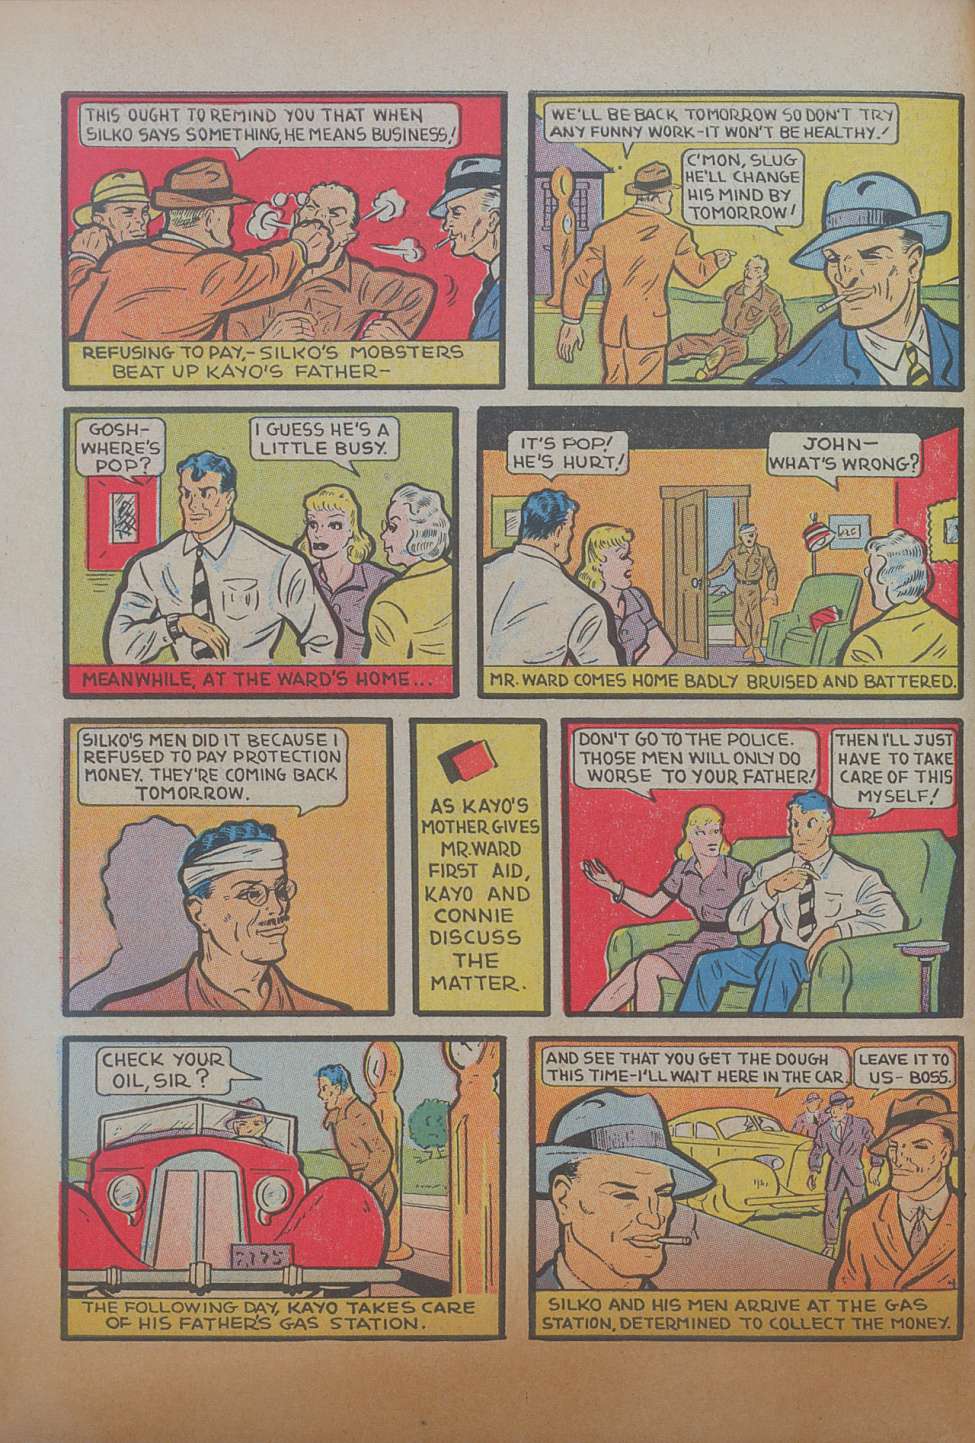 THIS OUGHT TO REMIND YOU THAT WHEN
SILKO SAYS SOMETHING, HE MEANS BUSINESS!
REFUSING TO PAY,- SILKO'S MOBSTERS
BEAT UP KAYO'S FATHER-
WE'LL BE BACK TOMORROW SO DON'T TRY
ANY FUNNY WORK-IT WON'T BE HEALTHY!
C'MON, SLUG
HE'LL CHANGE
HIS MIND BY
TOMORROW!
GOSH-
WHERE'S
POP?
I GUESS HE'S A
LITTLE BUSY.
MEANWHILE, AT THE WARD'S HOME...
IT'S POP!
HE'S HURT!
JOHN-
WHAT'S WRONG?
MR. WARD COMES HOME BADLY BRUISED AND BATTERED.
SILKO'S MEN DID IT BECAUSE I
REFUSED TO PAY PROTECTION
MONEY. THEY'RE COMING BACK
TOMORROW.
AS KAYO'S
MOTHER GIVES
MR. WARD
FIRST AID,
KAYO AND
CONNIE
DISCUSS
THE
MATTER.
DON'T GO TO THE POLICE.
THOSE MEN WILL ONLY DO
WORSE TO YOUR FATHER!
THEN I'LL JUST
HAVE TO TAKE
CARE OF THIS
MYSELF!
CHECK YOUR
OIL, SIR?
THE FOLLOWING DAY, KAYO TAKES CARE
OF HIS FATHER'S GAS STATION.
AND SEE THAT YOU GET THE DOUGH
THIS TIME-I'LL WAIT HERE IN THE CAR.
LEAVE IT TO
US- BOSS.
SILKO AND HIS MEN ARRIVE AT THE GAS
STATION, DETERMINED TO COLLECT THE MONEY.